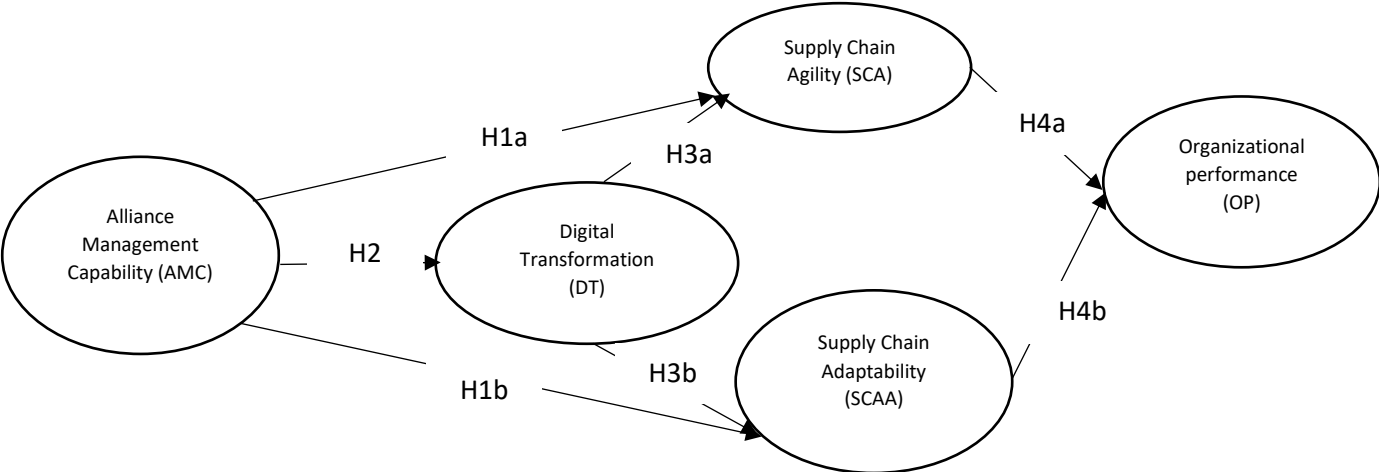 Supply Chain
Agility (SCA)
H1a
H3a
H4a
Organizational
performance
(OP)
Alliance
Management
Capability (AMC)
H2
Digital
Transformation
(DT)
H4b
H1b
H3b
Supply Chain
Adaptability
(SCAA)